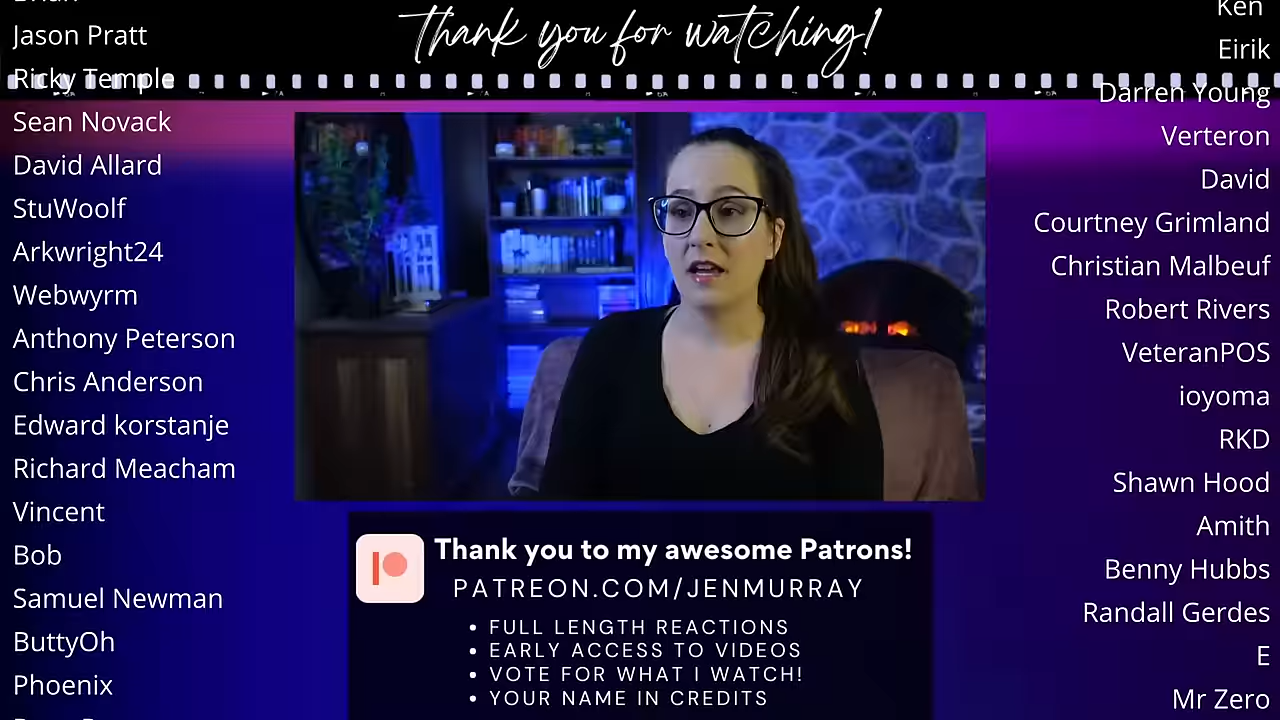 Thank you for watching!
Jason Pratt
Ricky Temple
Sean Novack
David Allard
StuWoolf
Arkwright24
Webwyrm
Anthony Peterson
Chris Anderson
Edward korstanje
Richard Meacham
Vincent
Bob
Samuel Newman
ButtyOh
Phoenix
Ken
Eirik
Darren Young
Verteron
David
Courtney Grimland
Christian Malbeuf
Robert Rivers
VeteranPOS
ioyoma
RKD
Shawn Hood
Amith
Benny Hubbs
Randall Gerdes
E
Mr Zero
Thank you to my awesome Patrons!
PATREON.COM/JENMURRAY
• FULL LENGTH REACTIONS
• EARLY ACCESS TO VIDEOS
• VOTE FOR WHAT I WATCH!
• YOUR NAME IN CREDITS